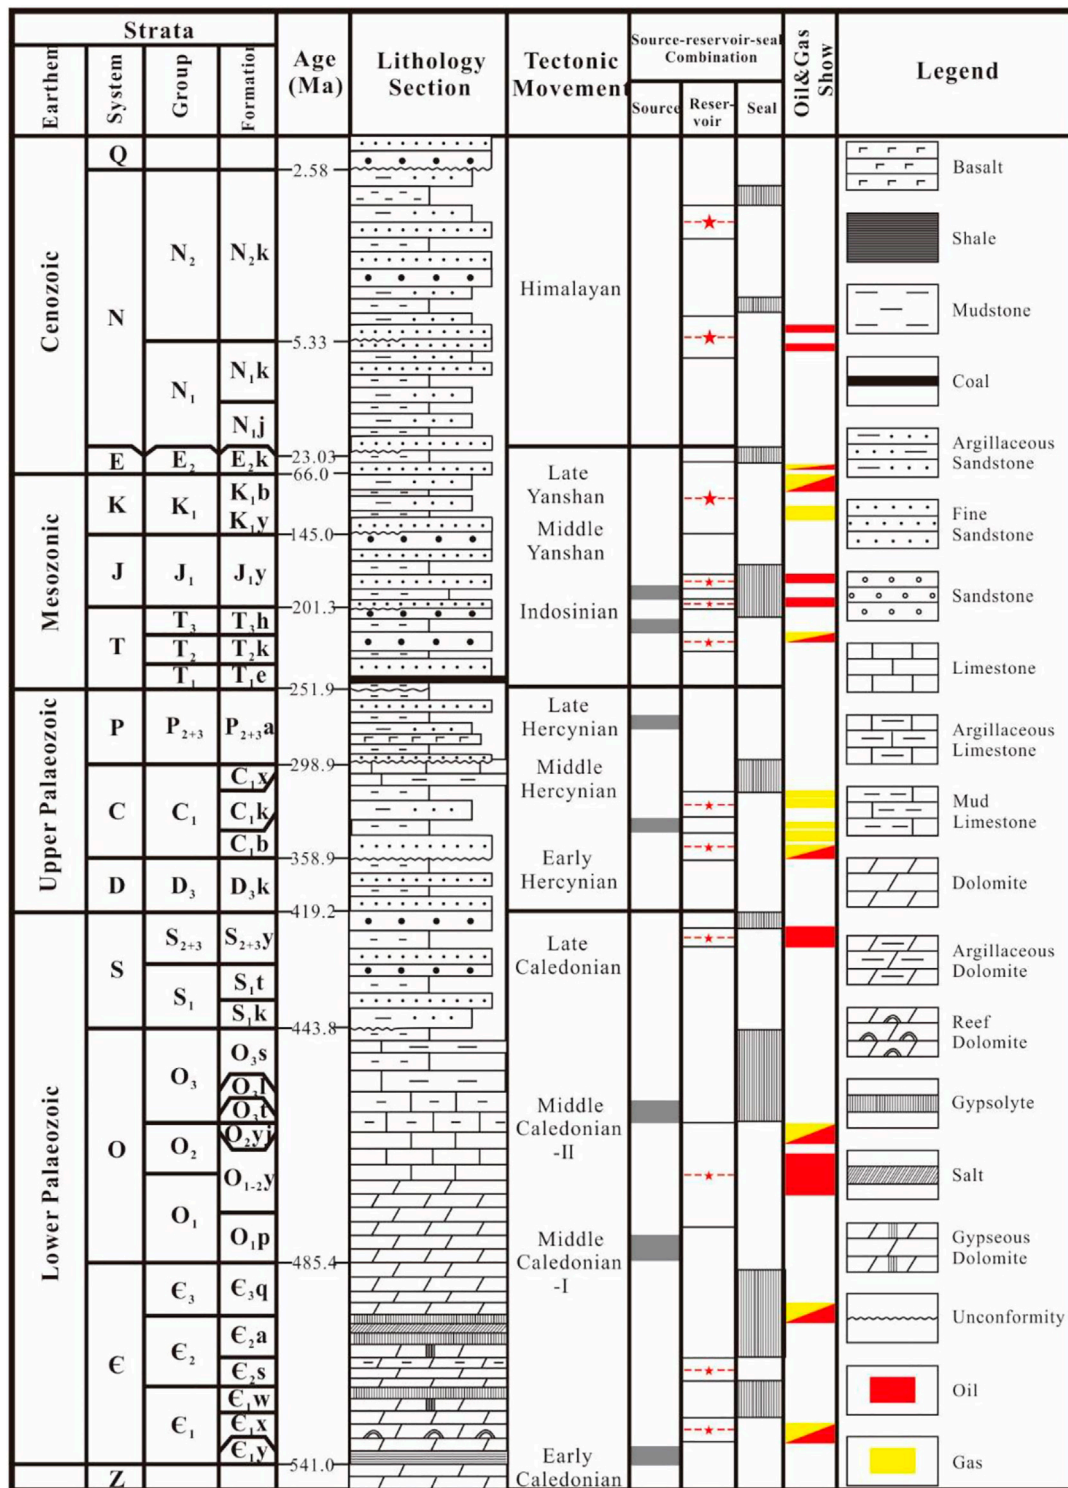 Strata
Earthem
System
Group
Formation
Age
(Ma)
Lithology
Section
Tectonic
Movement
Source-reservoir-seal
Combination
Source
Reser-
voir
Seal
Oil&Gas
Show
Legend
Cenozoic
Mesozonic
Upper Palaeozoic
Lower Palaeozoic
Q
N
E
K
J
T
P
C
D
S
O
Є
Z
N₂
N₁
E₂
K₁
J₁
T₃
T₂
T₁
P₂₊₃
C₁
D₃
S₂₊₃
S₁
O₃
O₂
O₁
Є₃
Є₂
Є₁
N₂k
N₁k
N₁j
E₂k
K₁b
K₁y
J₁y
T₃h
T₂k
T₁e
P₂₊₃a
C₁x
C₁k
C₁b
D₃k
S₂₊₃y
S₁t
S₁k
O₃s
O₃l
O₃t
O₂yj
O₁₋₂y
O₁p
Є₃q
Є₂a
Є₂s
Є₁w
Є₁x
Є₁y
2.58
5.33
23.03
66.0
145.0
201.3
251.9
298.9
358.9
419.2
443.8
485.4
541.0
Himalayan
Late
Yanshan
Middle
Yanshan
Indosinian
Late
Hercynian
Middle
Hercynian
Early
Hercynian
Late
Caledonian
Middle
Caledonian
-II
Middle
Caledonian
-I
Early
Caledonian
Basalt
Shale
Mudstone
Coal
Argillaceous
Sandstone
Fine
Sandstone
Sandstone
Limestone
Argillaceous
Limestone
Mud
Limestone
Dolomite
Argillaceous
Dolomite
Reef
Dolomite
Gypsolyte
Salt
Gypseous
Dolomite
Unconformity
Oil
Gas